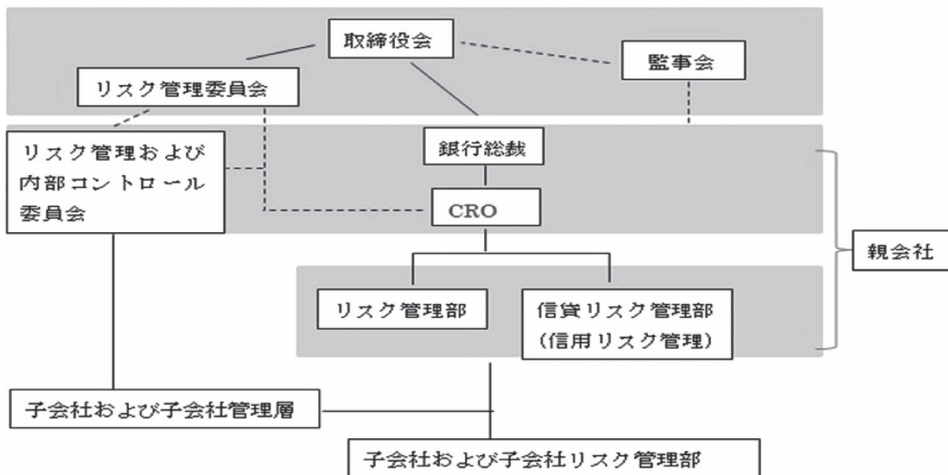 取締役会
監事会
リスク管理委員会
リスク管理および
内部コントロール
委員会
銀行総裁
CRO
親会社
リスク管理部
信貸リスク管理部
(信用リスク管理)
子会社および子会社管理層
子会社および子会社リスク管理部